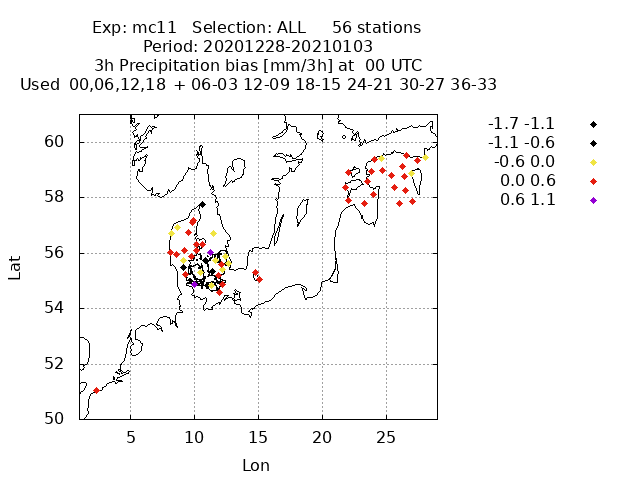 Exp: mc11   Selection: ALL     56 stations
Period: 20201228-20210103
3h Precipitation bias [mm/3h] at  00 UTC
Used  00,06,12,18  + 06-03  12-09  18-15  24-21  30-27  36-33
-1.7 -1.1
-1.1 -0.6
-0.6 0.0
0.0 0.6
0.6 1.1
Lat
60
58
56
54
52
50
5 10 15 20 25
Lon